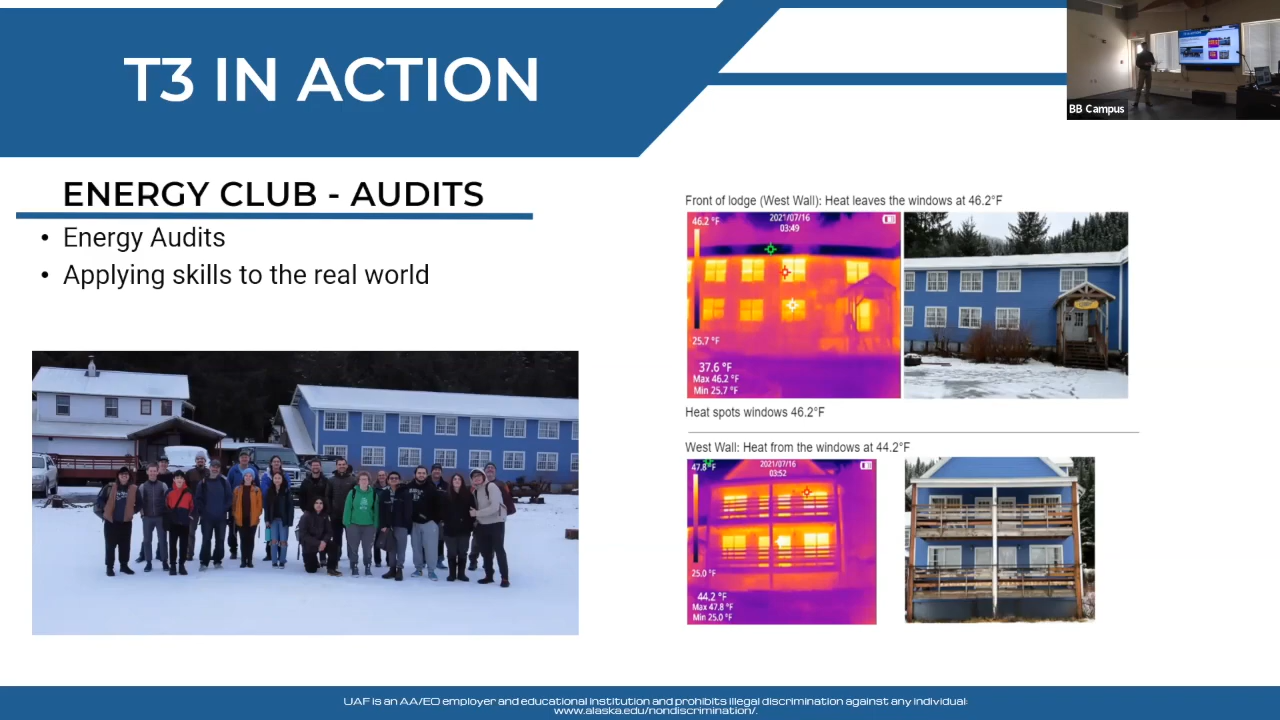 T3 IN ACTION
BB Campus
ENERGY CLUB - AUDITS
• Energy Audits
• Applying skills to the real world
Front of lodge (West Wall): Heat leaves the windows at 46.2°F
46.2 °F
2021/07/16
03:49
25.7 °F
37.6 °F
Max 46.2 °F
Min 25.7 °F
Heat spots windows 46.2°F
West Wall: Heat from the windows at 44.2°F
47.8 °F
2021/07/16
03:52
25.0 °F
44.2 °F
Max 47.8 °F
Min 25.0 °F
UAF is an AA/EO employer and educational institution and prohibits illegal discrimination against any individual:
www.alaska.edu/nondiscrimination/.